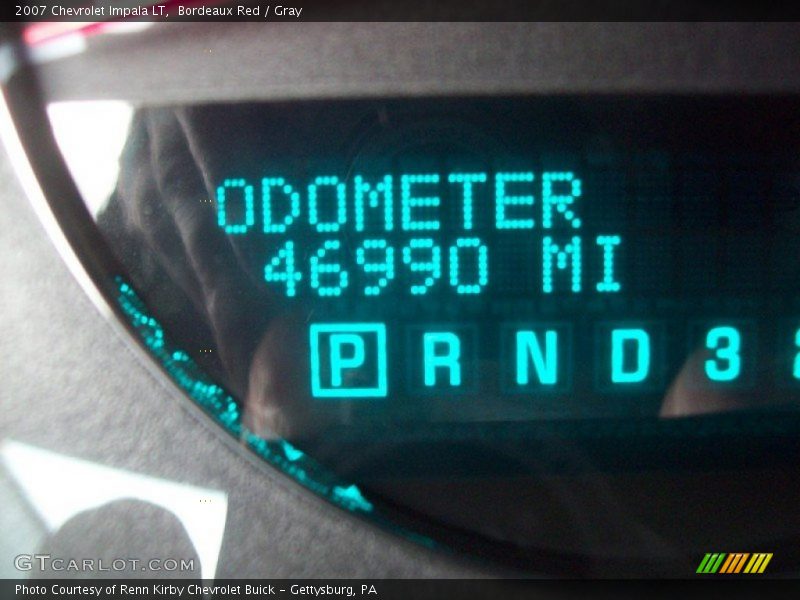 2007 Chevrolet Impala LT,  Bordeaux Red / Gray
ODOMETER
46990 MI
P R N D 3
GTCARLOT.COM
Photo Courtesy of Renn Kirby Chevrolet Buick - Gettysburg, PA